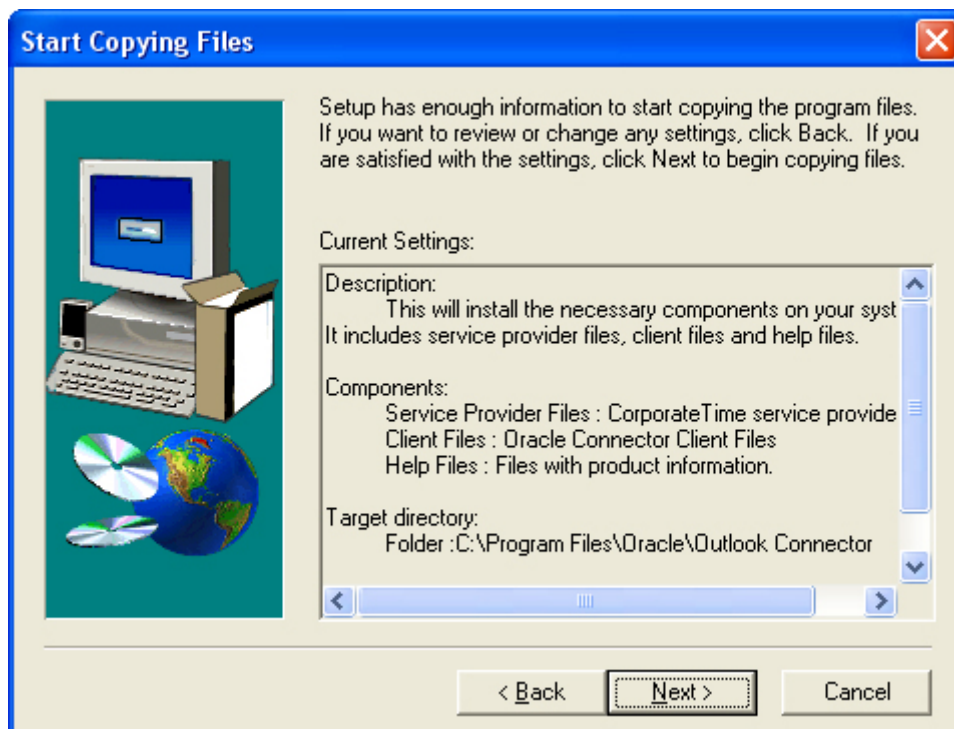 Start Copying Files
Setup has enough information to start copying the program files.
If you want to review or change any settings, click Back.  If you
are satisfied with the settings, click Next to begin copying files.
Current Settings:
Description:
This will install the necessary components on your syst
It includes service provider files, client files and help files.
Components:
Service Provider Files : CorporateTime service provide
Client Files : Oracle Connector Client Files
Help Files : Files with product information.
Target directory:
Folder :C:\Program Files\Oracle\Outlook Connector
< Back
Next >
Cancel